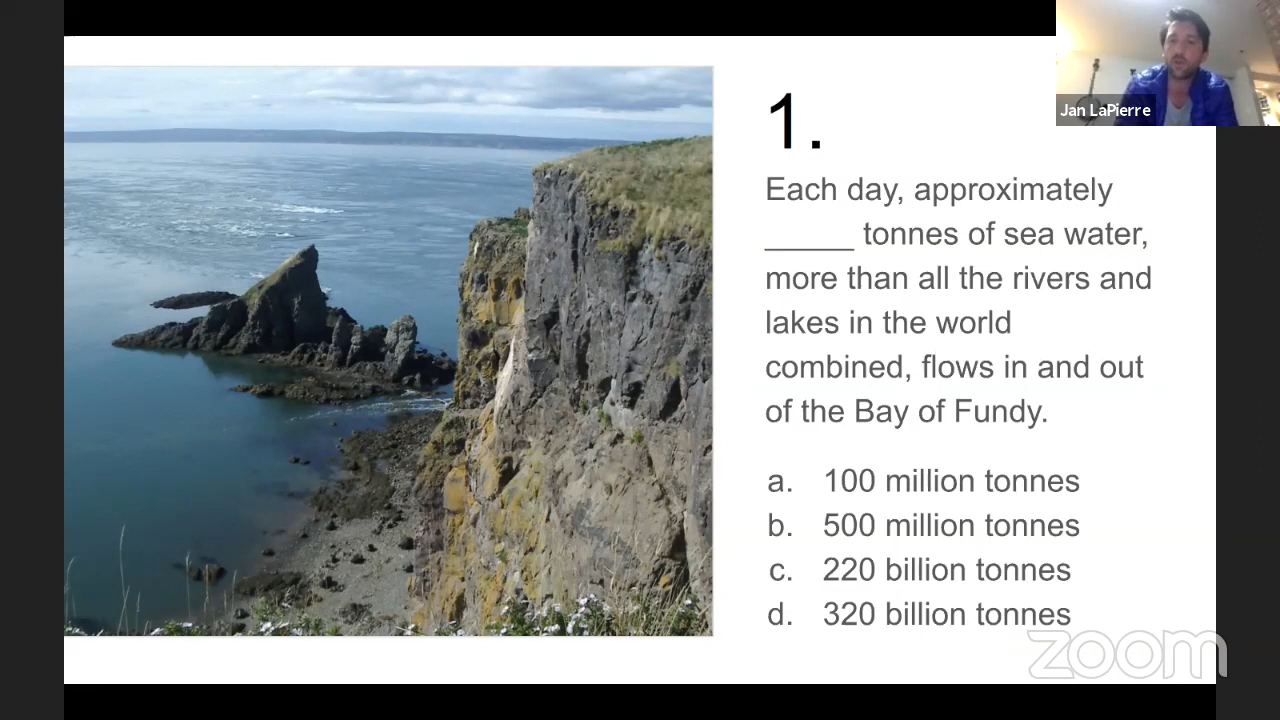 Jan LaPierre
1.
Each day, approximately
_____ tonnes of sea water,
more than all the rivers and
lakes in the world
combined, flows in and out
of the Bay of Fundy.
a. 100 million tonnes
b. 500 million tonnes
c. 220 billion tonnes
d. 320 billion tonnes
zoom